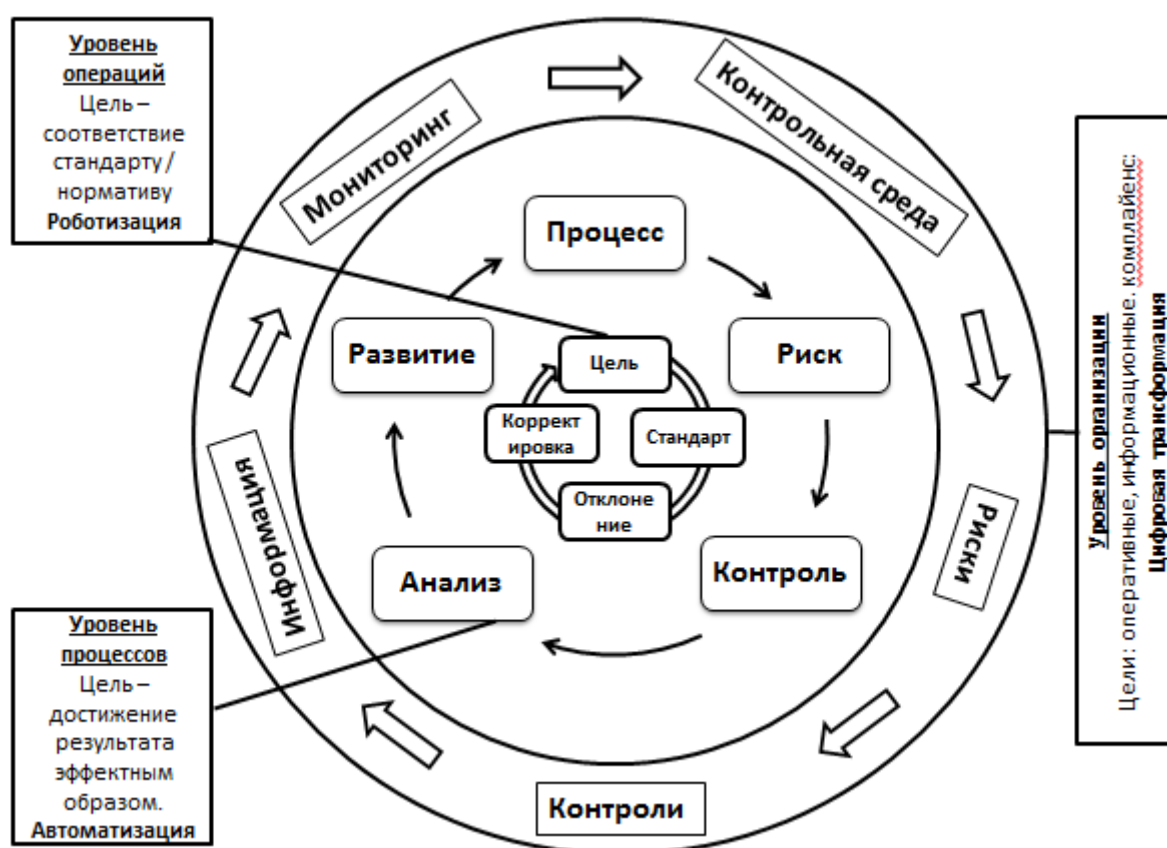 Уровень
операций
Цель –
соответствие
стандарту /
нормативу
Роботизация
Мониторинг
Контрольная среда
Процесс
Развитие
Риск
Цель
Коррект
ировка
Стандарт
Отклоне
ние
Анализ
Контроль
Информация
Риски
Контроли
Уровень
процессов
Цель –
достижение
результата
эффектным
образом.
Автоматизация
Уровень организации
Цели: оперативные, информационные. комплайенс:
Цифровая трансформация